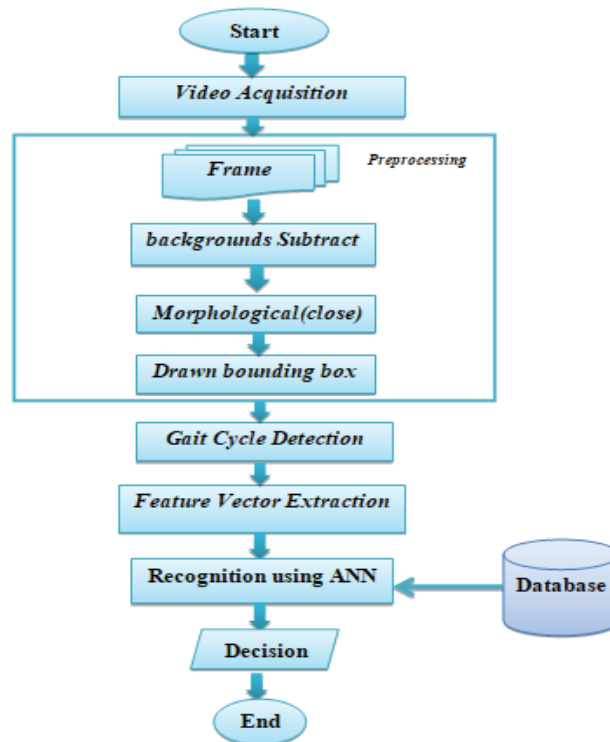 Start
Video Acquisition
Frame
Preprocessing
backgrounds Subtract
Morphological(close)
Drawn bounding box
Gait Cycle Detection
Feature Vector Extraction
Recognition using ANN
Database
Decision
End